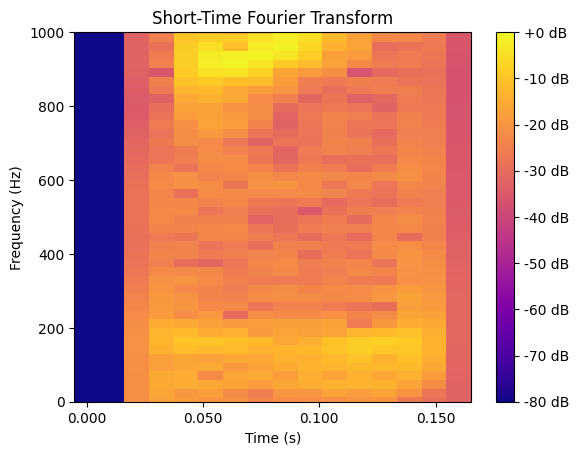 Short-Time Fourier Transform
1000
800
600
400
200
0
Frequency (Hz)
0.000
0.050
0.100
0.150
Time (s)
+0 dB
-10 dB
-20 dB
-30 dB
-40 dB
-50 dB
-60 dB
-70 dB
-80 dB